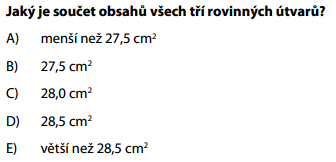 Jaký je součet obsahů všech tří rovinných útvarů?
A) menší než 27,5 cm²
B) 27,5 cm²
C) 28,0 cm²
D) 28,5 cm²
E) větší než 28,5 cm²